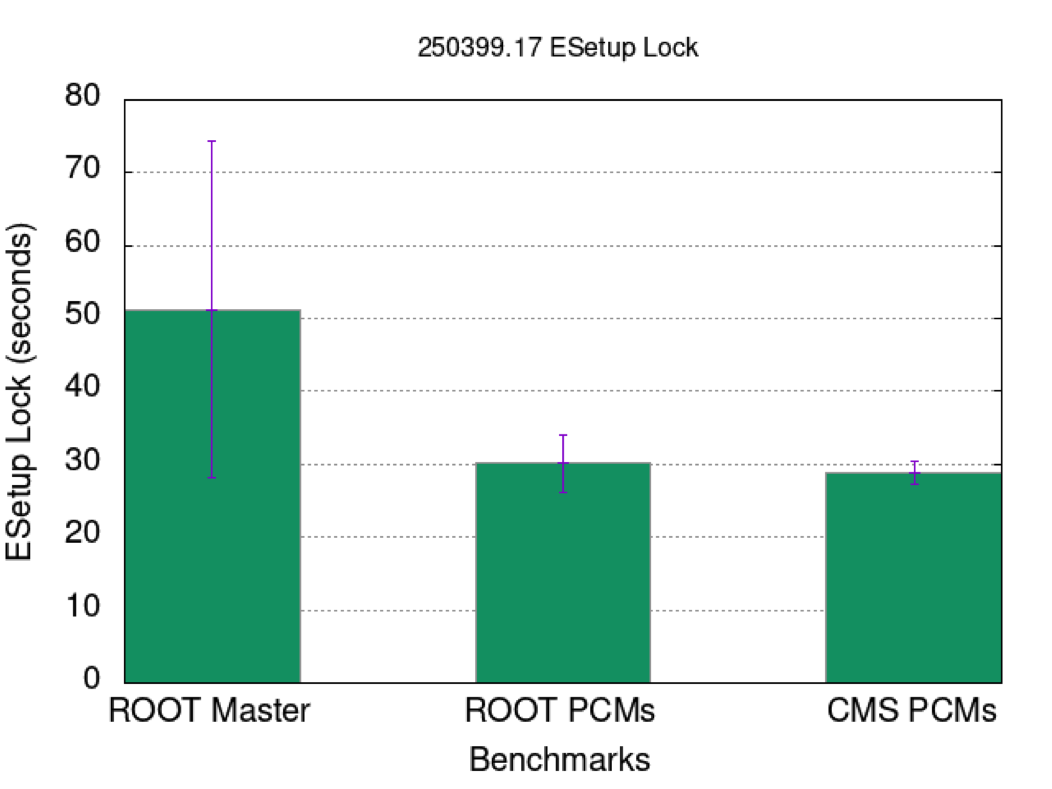 250399.17 ESetup Lock
80
70
60
50
40
30
20
10
0
ESetup Lock (seconds)
ROOT Master
ROOT PCMs
CMS PCMs
Benchmarks